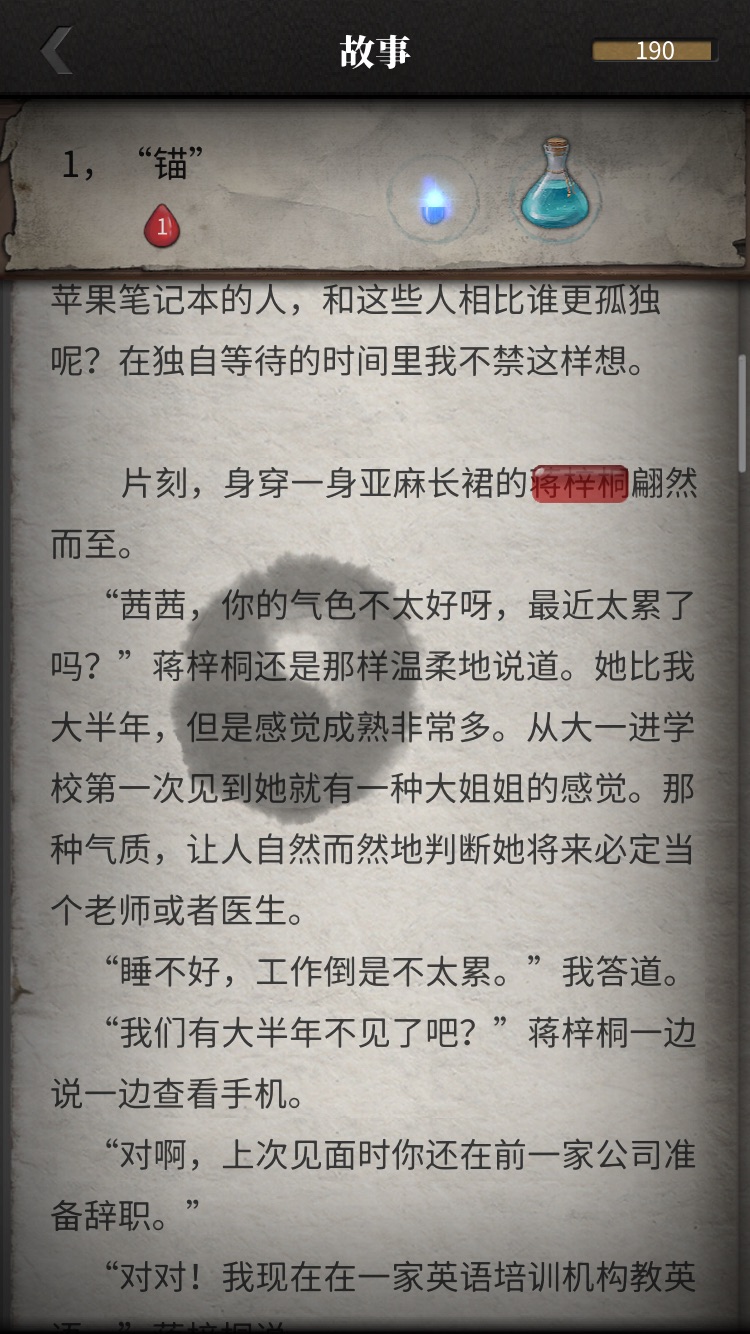 故事
190
1，“锚”
1
苹果笔记本的人，和这些人相比谁更孤独
呢？在独自等待的时间里我不禁这样想。
片刻，身穿一身亚麻长裙的蒋梓桐翩然
而至。
“茜茜，你的气色不太好呀，最近太累了
吗？”蒋梓桐还是那样温柔地说道。她比我
大半年，但是感觉成熟非常多。从大一进学
校第一次见到她就有一种大姐姐的感觉。那
种气质，让人自然而然地判断她将来必定当
个老师或者医生。
“睡不好，工作倒是不太累。”我答道。
“我们有大半年不见了吧？”蒋梓桐一边
说一边查看手机。
“对啊，上次见面时你还在前一家公司准
备辞职。”
“对对！我现在在一家英语培训机构教英
语。”蒋梓桐说